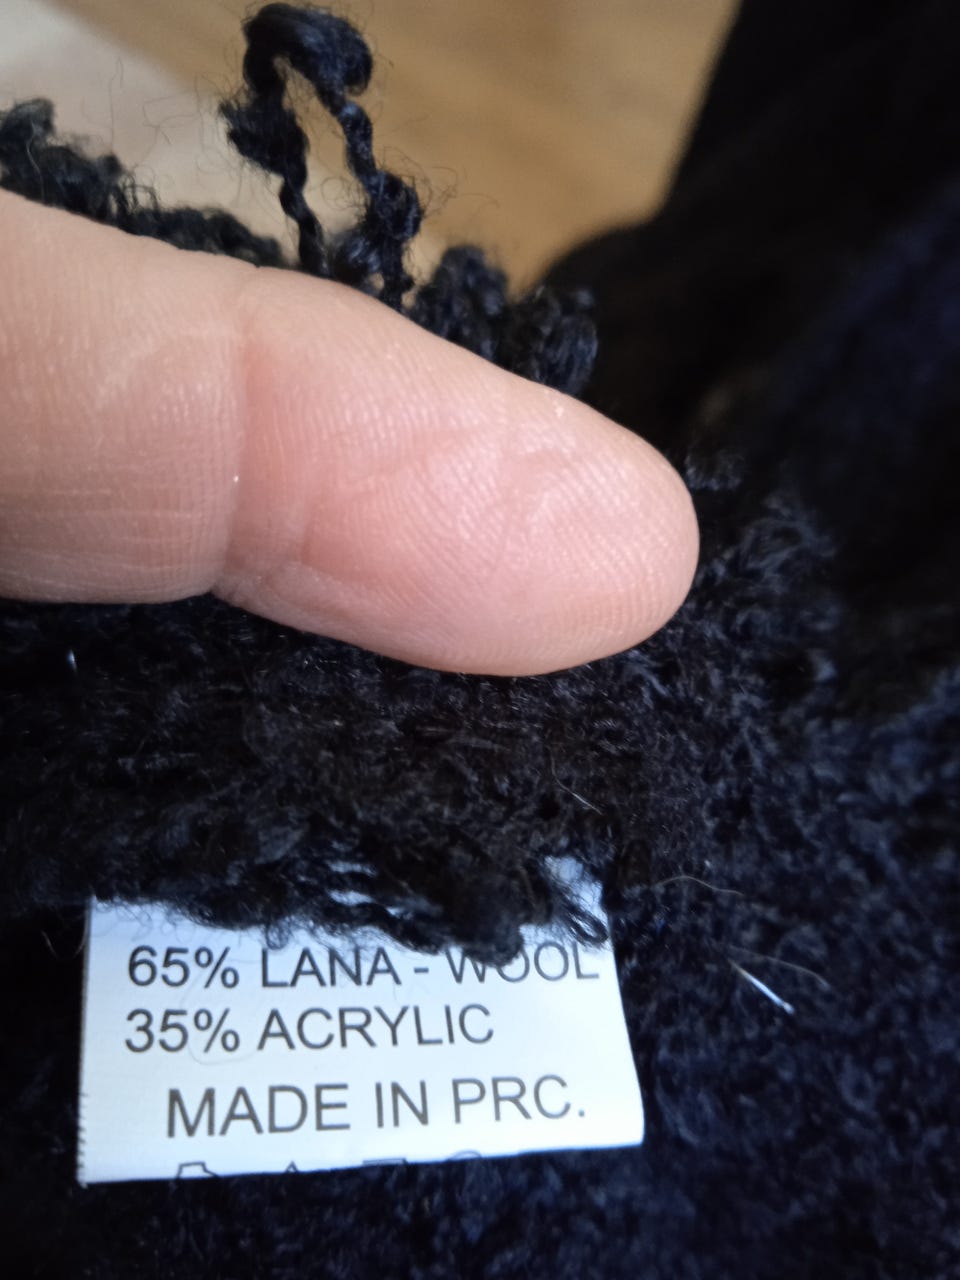 65% LANA - WOOL
35% ACRYLIC
MADE IN PRC.